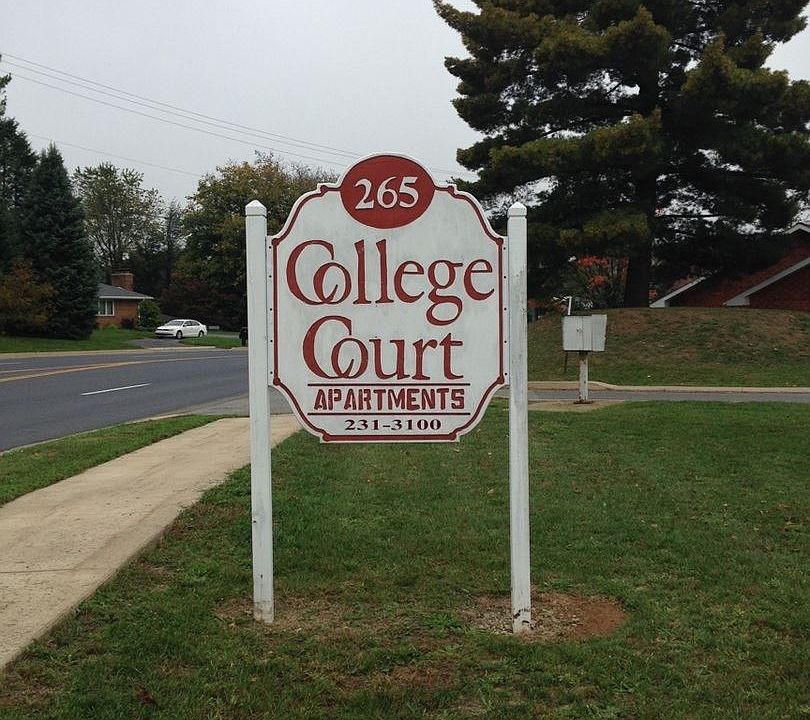 265
College
Court
APARTMENTS
231-3100